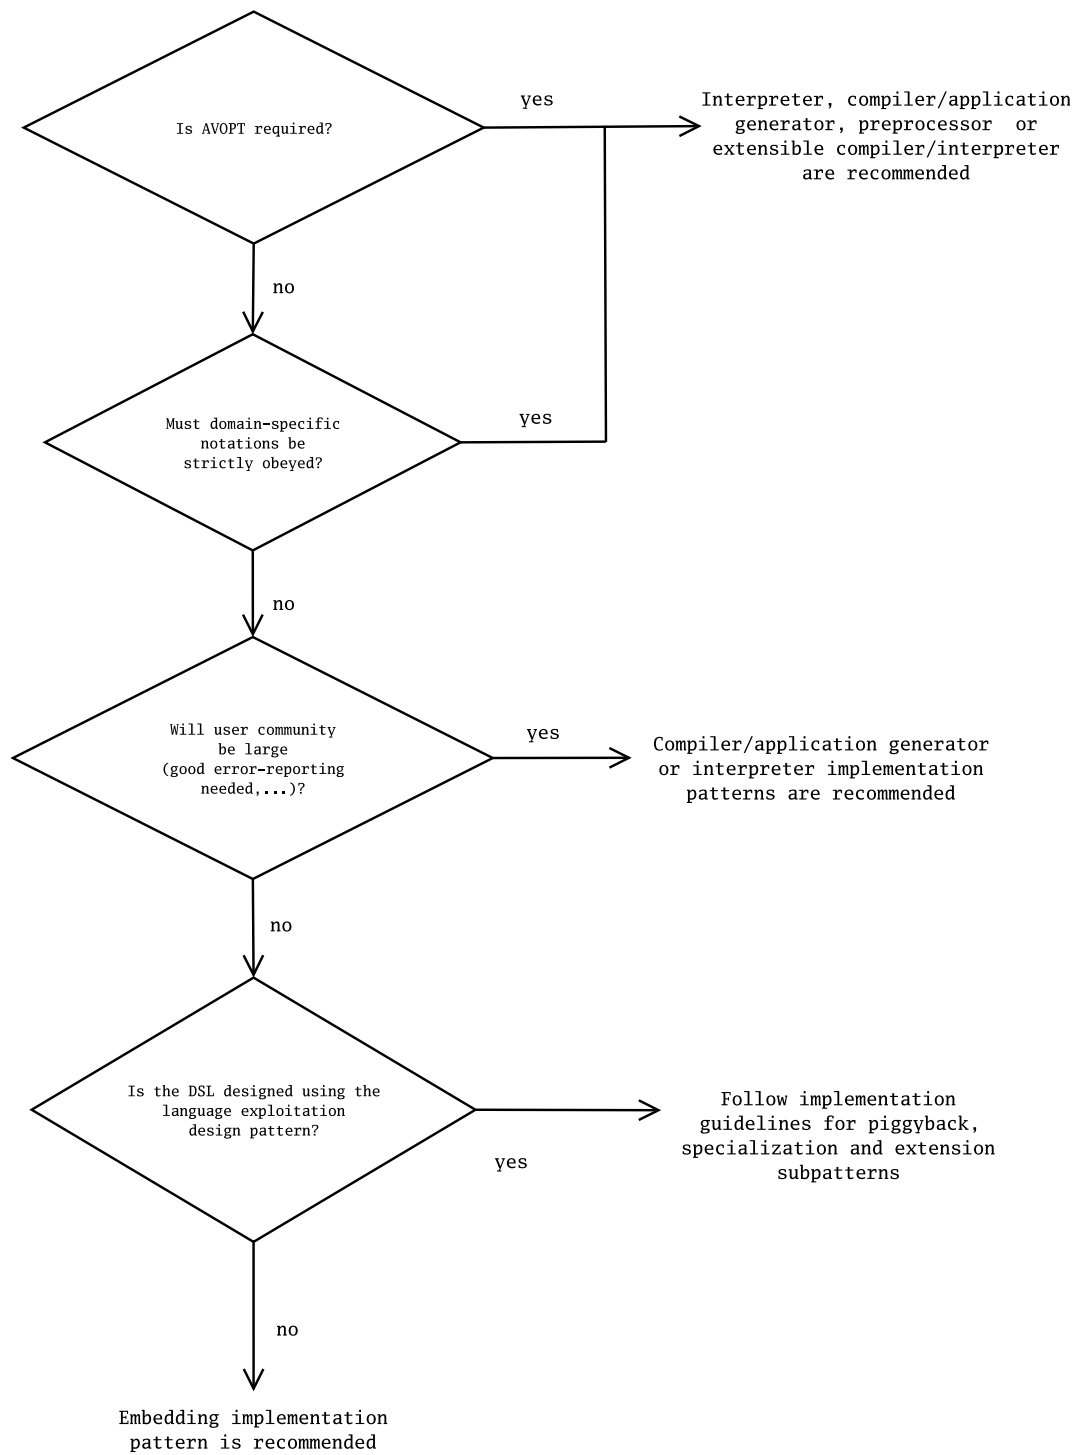 Is AVOPT required?
yes
Interpreter, compiler/application
generator, preprocessor or
extensible compiler/interpreter
are recommended
no
Must domain-specific
notations be
strictly obeyed?
yes
no
Will user community
be large
(good error-reporting
needed,...)?
yes
Compiler/application generator
or interpreter implementation
patterns are recommended
no
Is the DSL designed using the
language exploitation
design pattern?
yes
Follow implementation
guidelines for piggyback,
specialization and extension
subpatterns
no
Embedding implementation
pattern is recommended